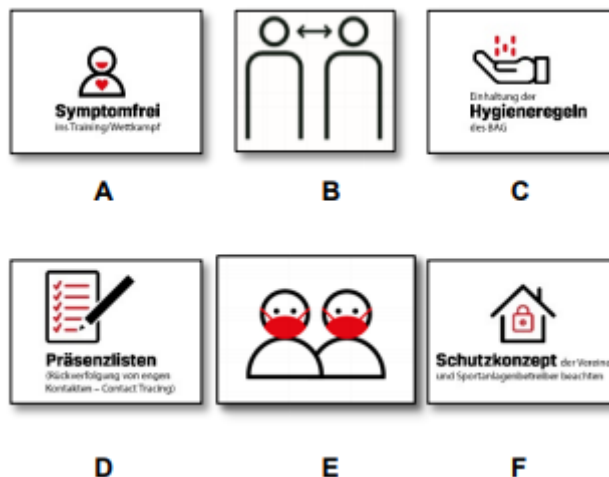 Symptomfrei
ins Training/Wettkampf
Einhaltung der
Hygieneregeln
des BAG
A
B
C
Präsenzlisten
(Rückverfolgung von engen
Kontakten – Contact Tracing)
Schutzkonzept der Vereine
und Sportanlagenbetreiber beachten
D
E
F